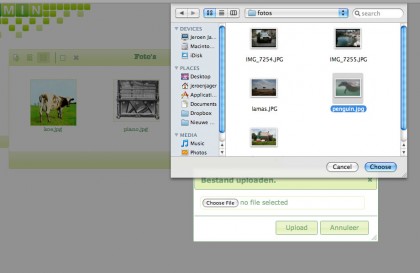 MIN
fotos
search
DEVICES
Jeroen Ja...
Macinto...
iDisk
PLACES
Desktop
jeroenjager
Applicati...
Documents
Dropbox
Nieuwe ...
MEDIA
Music
Photos
IMG_7254.JPG
IMG_7255.JPG
lamas.JPG
penguin.jpg
Cancel
Choose
Foto's
koe.jpg
piano.jpg
Bestand uploaden.
Choose File
no file selected
Upload
Annuleer